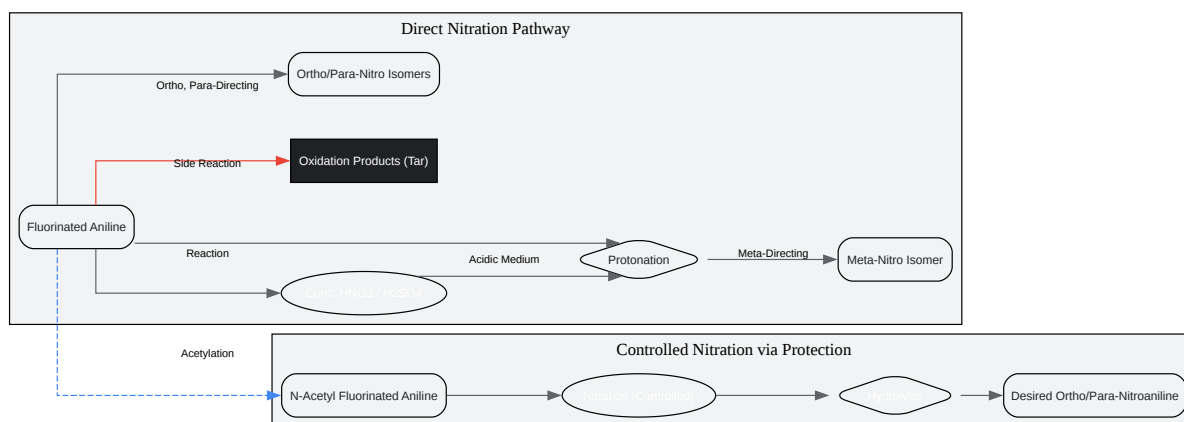 Direct Nitration Pathway
Ortho/Para-Nitro Isomers
Ortho, Para-Directing
Side Reaction
Oxidation Products (Tar)
Fluorinated Aniline
Reaction
Acidic Medium
Protonation
Meta-Directing
Meta-Nitro Isomer
Conc. HNO3 / H2SO4
Acetylation
Controlled Nitration via Protection
N-Acetyl Fluorinated Aniline
Nitration (Controlled)
Hydrolysis
Desired Ortho/Para-Nitroaniline